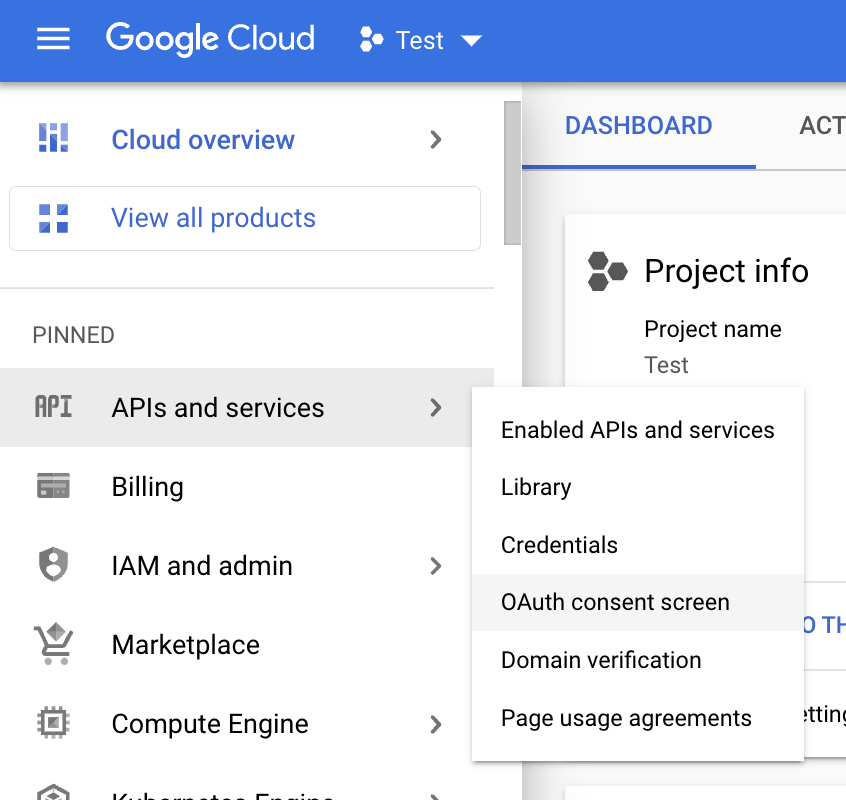 Google Cloud Test
Cloud overview
View all products
PINNED
API APIs and services
Billing
IAM and admin
Marketplace
Compute Engine
DASHBOARD ACT
Project info
Project name
Test
Enabled APIs and services
Library
Credentials
OAuth consent screen
Domain verification
Page usage agreements
O TH
etting